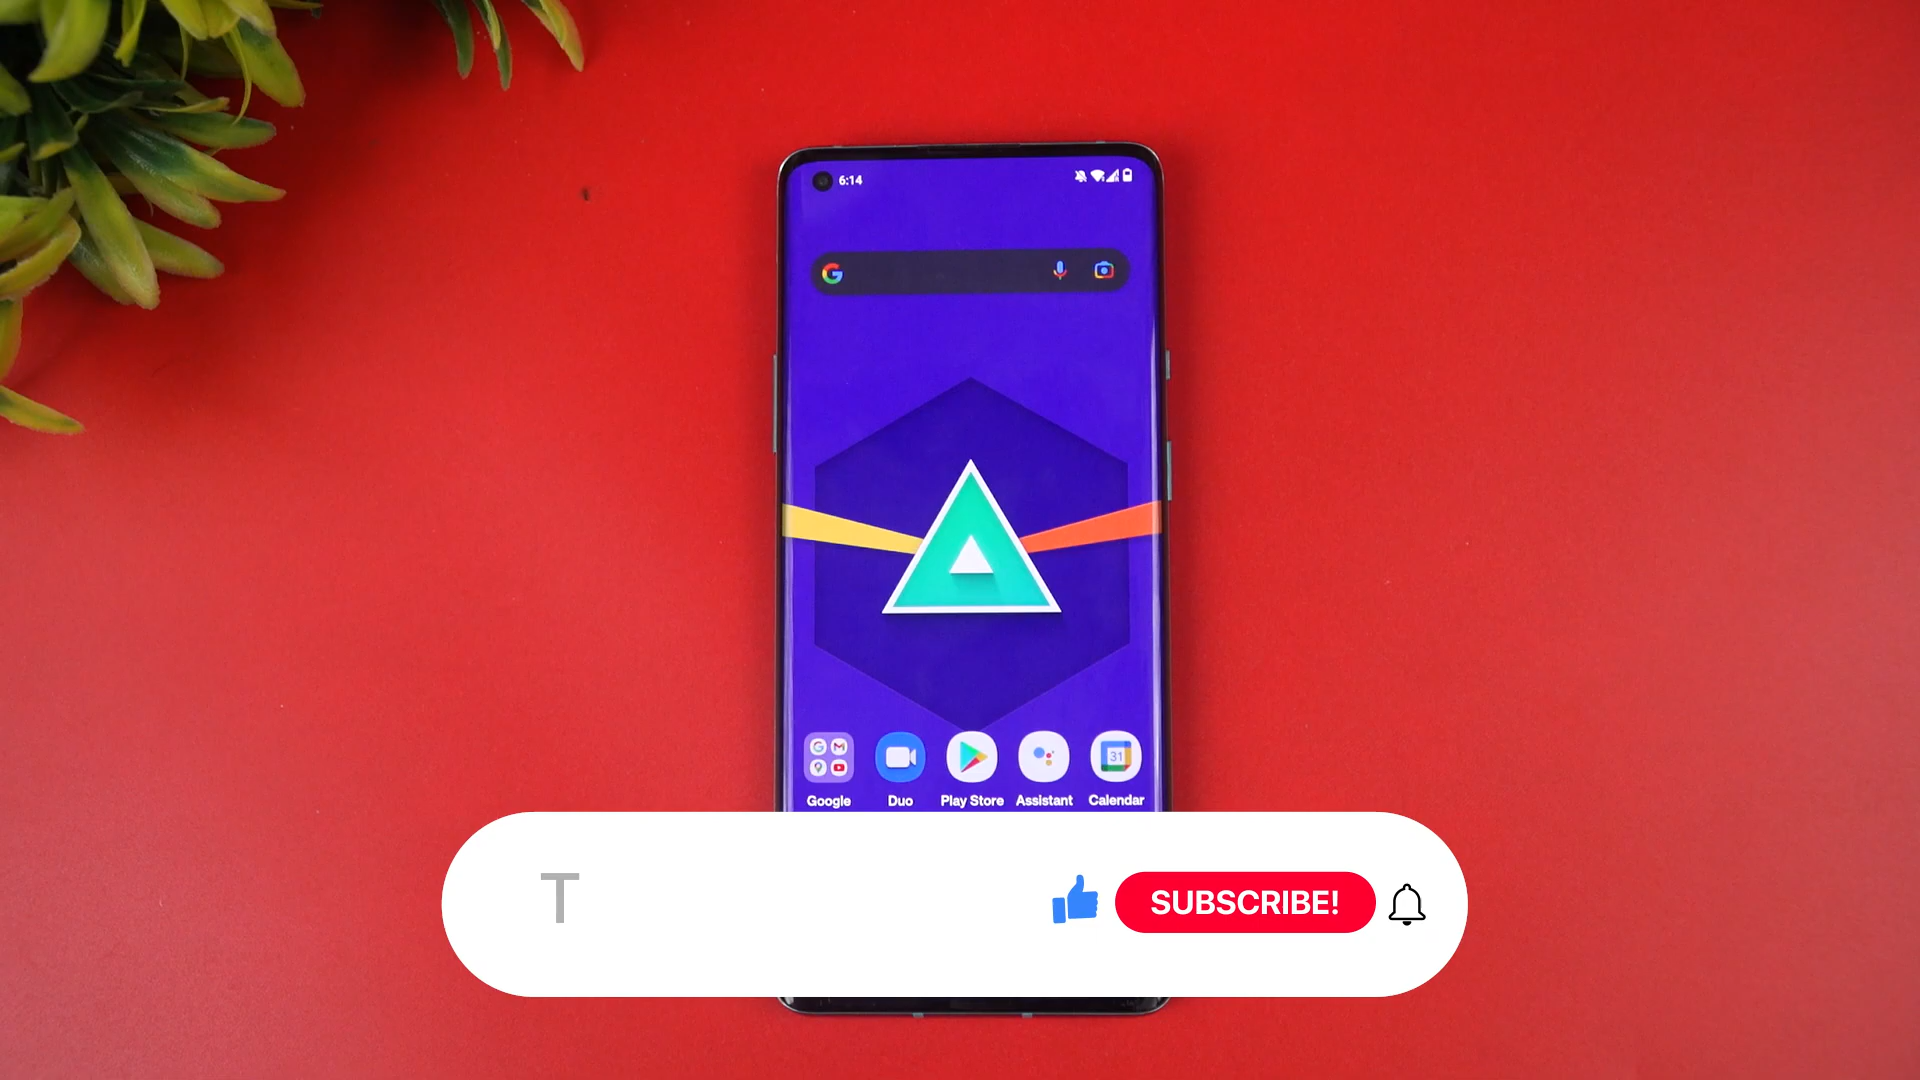 6:14
Google Duo Play Store Assistant Calendar
31
T
SUBSCRIBE!